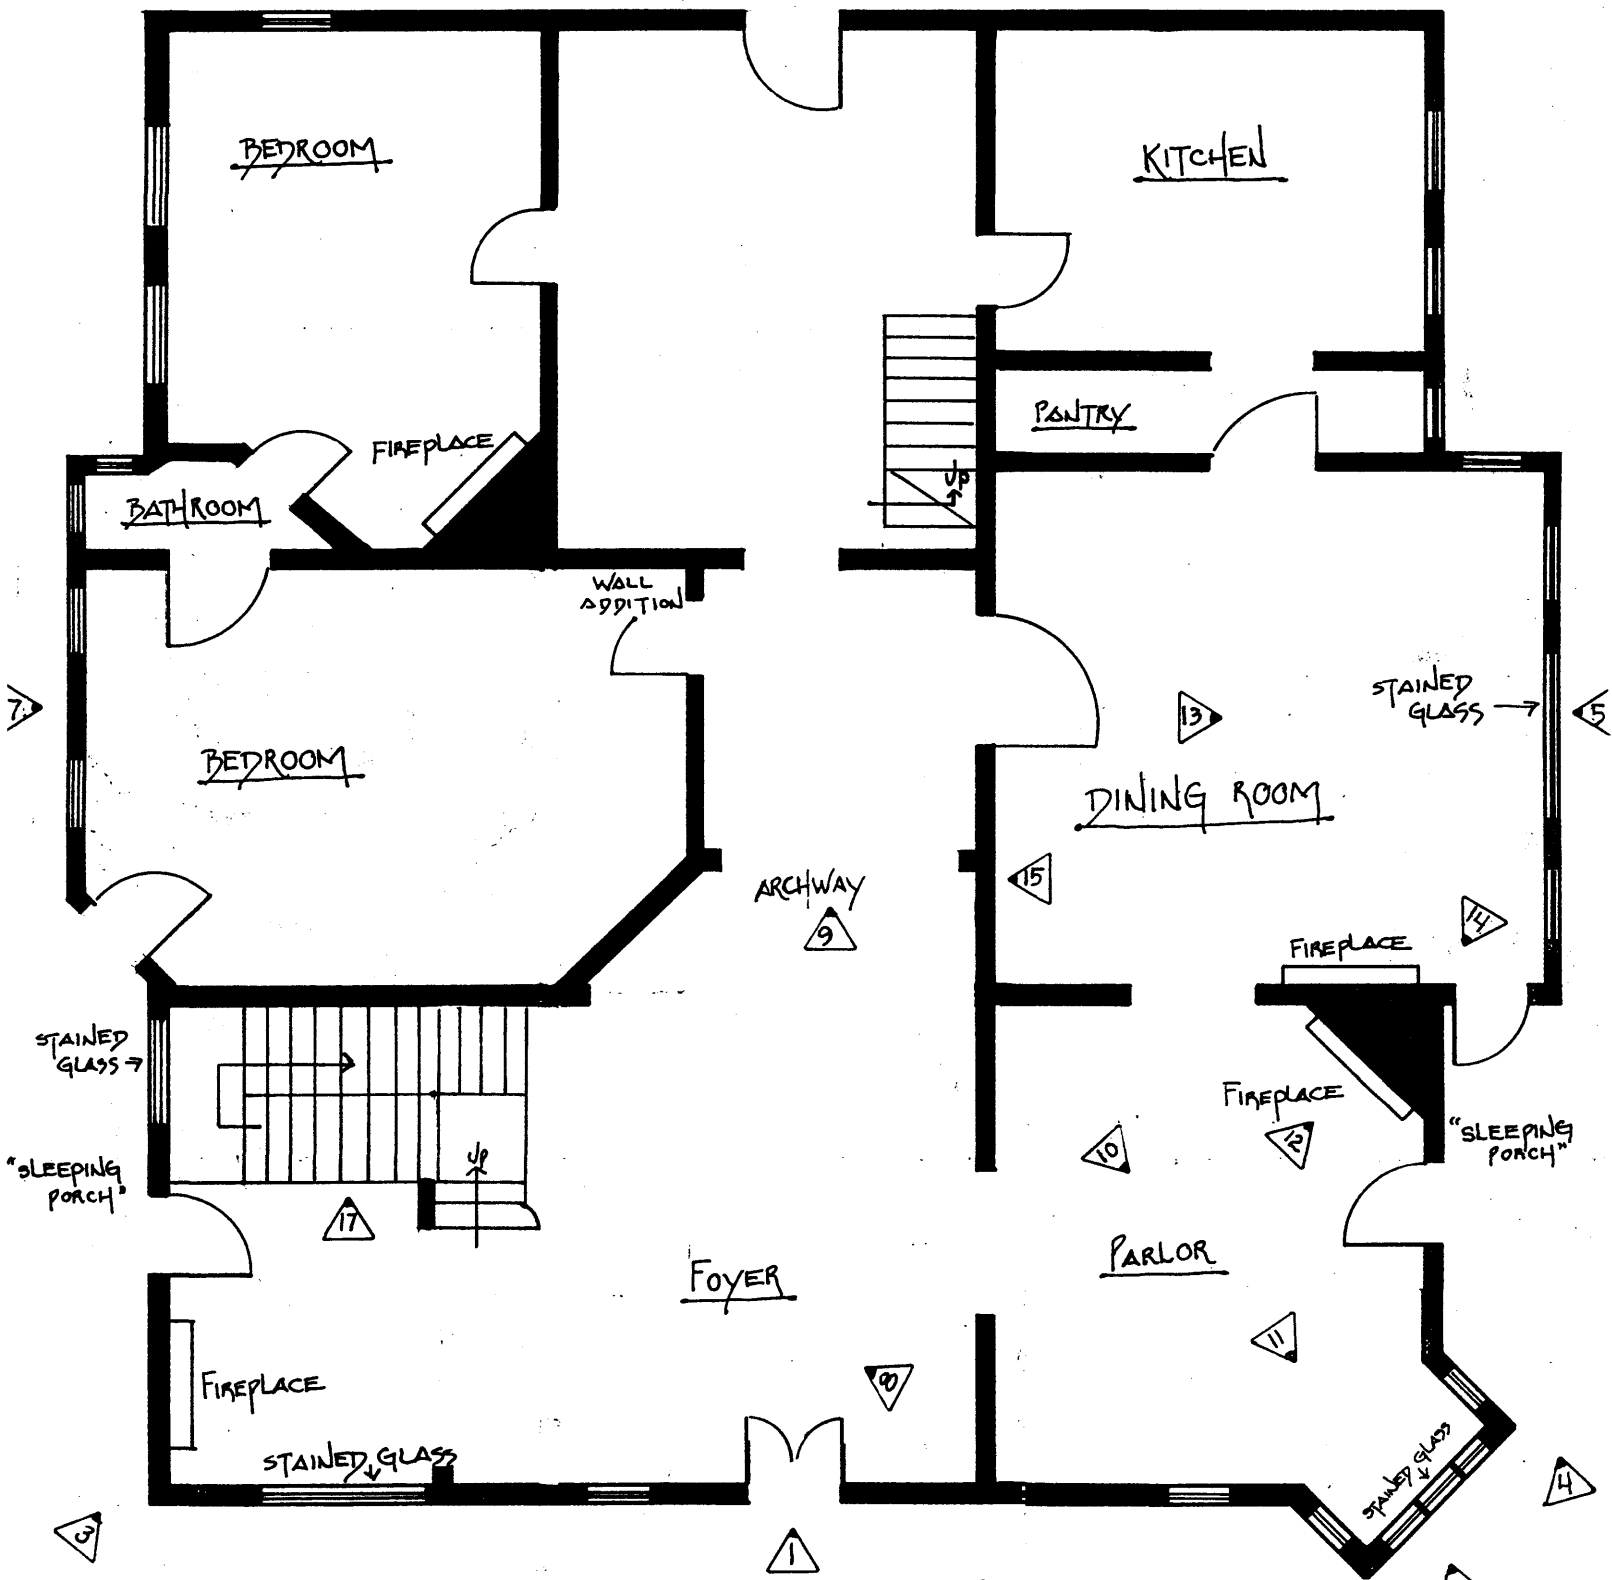 BEDROOM
KITCHEN
FIREPLACE
PANTRY
UP
BATHROOM
WALL
ADDITION
STAINED
GLASS
7
13
5
BEDROOM
DINING ROOM
15
ARCHWAY
9
14
FIREPLACE
STAINED
GLASS
FIREPLACE
"SLEEPING
PORCH"
"SLEEPING
PORCH"
UP
10
12
17
FOYER
PARLOR
11
FIREPLACE
8
STAINED GLASS
STAINED GLASS
3
1
4